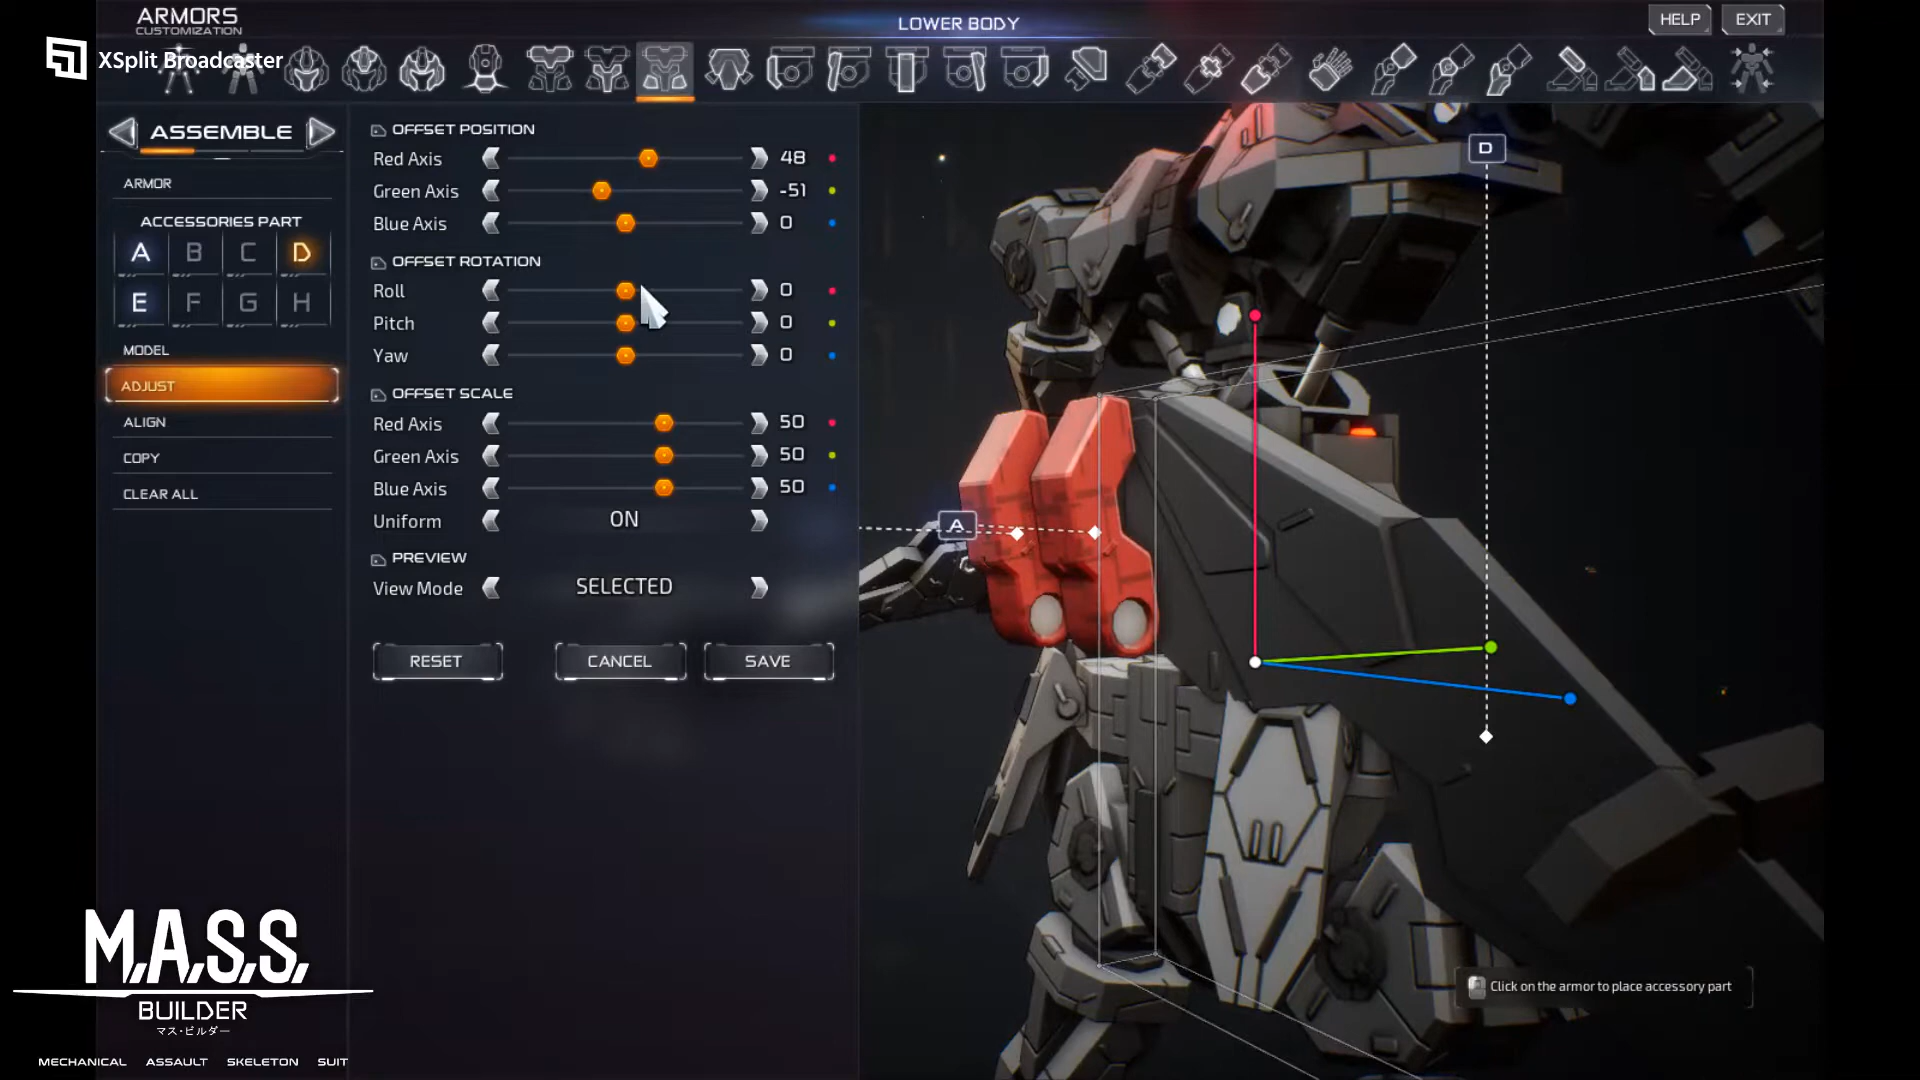 ARMORS
CUSTOMIZATION
LOWER BODY
HELP
EXIT
XSplit Broadcaster
ASSEMBLE
ARMOR
ACCESSORIES PART
A B C D
E F G H
MODEL
ADJUST
ALIGN
COPY
CLEAR ALL
OFFSET POSITION
Red Axis 48
Green Axis -51
Blue Axis 0
OFFSET ROTATION
Roll 0
Pitch 0
Yaw 0
OFFSET SCALE
Red Axis 50
Green Axis 50
Blue Axis 50
Uniform ON
PREVIEW
View Mode SELECTED
RESET
CANCEL
SAVE
D
A
Click on the armor to place accessory part
M.A.S.S.
BUILDER
マス・ビルダー
MECHANICAL ASSAULT SKELETON SUIT